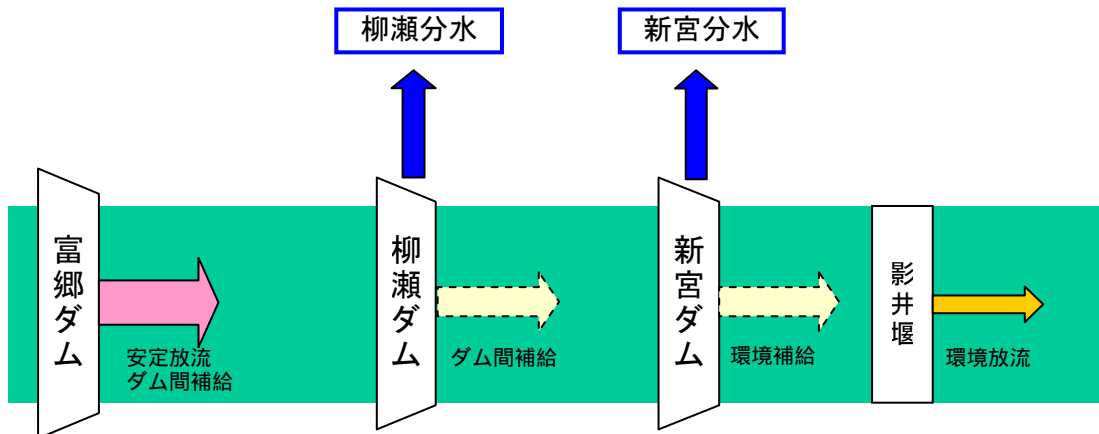 柳瀬分水
新宮分水
富郷ダム
柳瀬ダム
新宮ダム
影井堰
安定放流
ダム間補給
ダム間補給
環境補給
環境放流